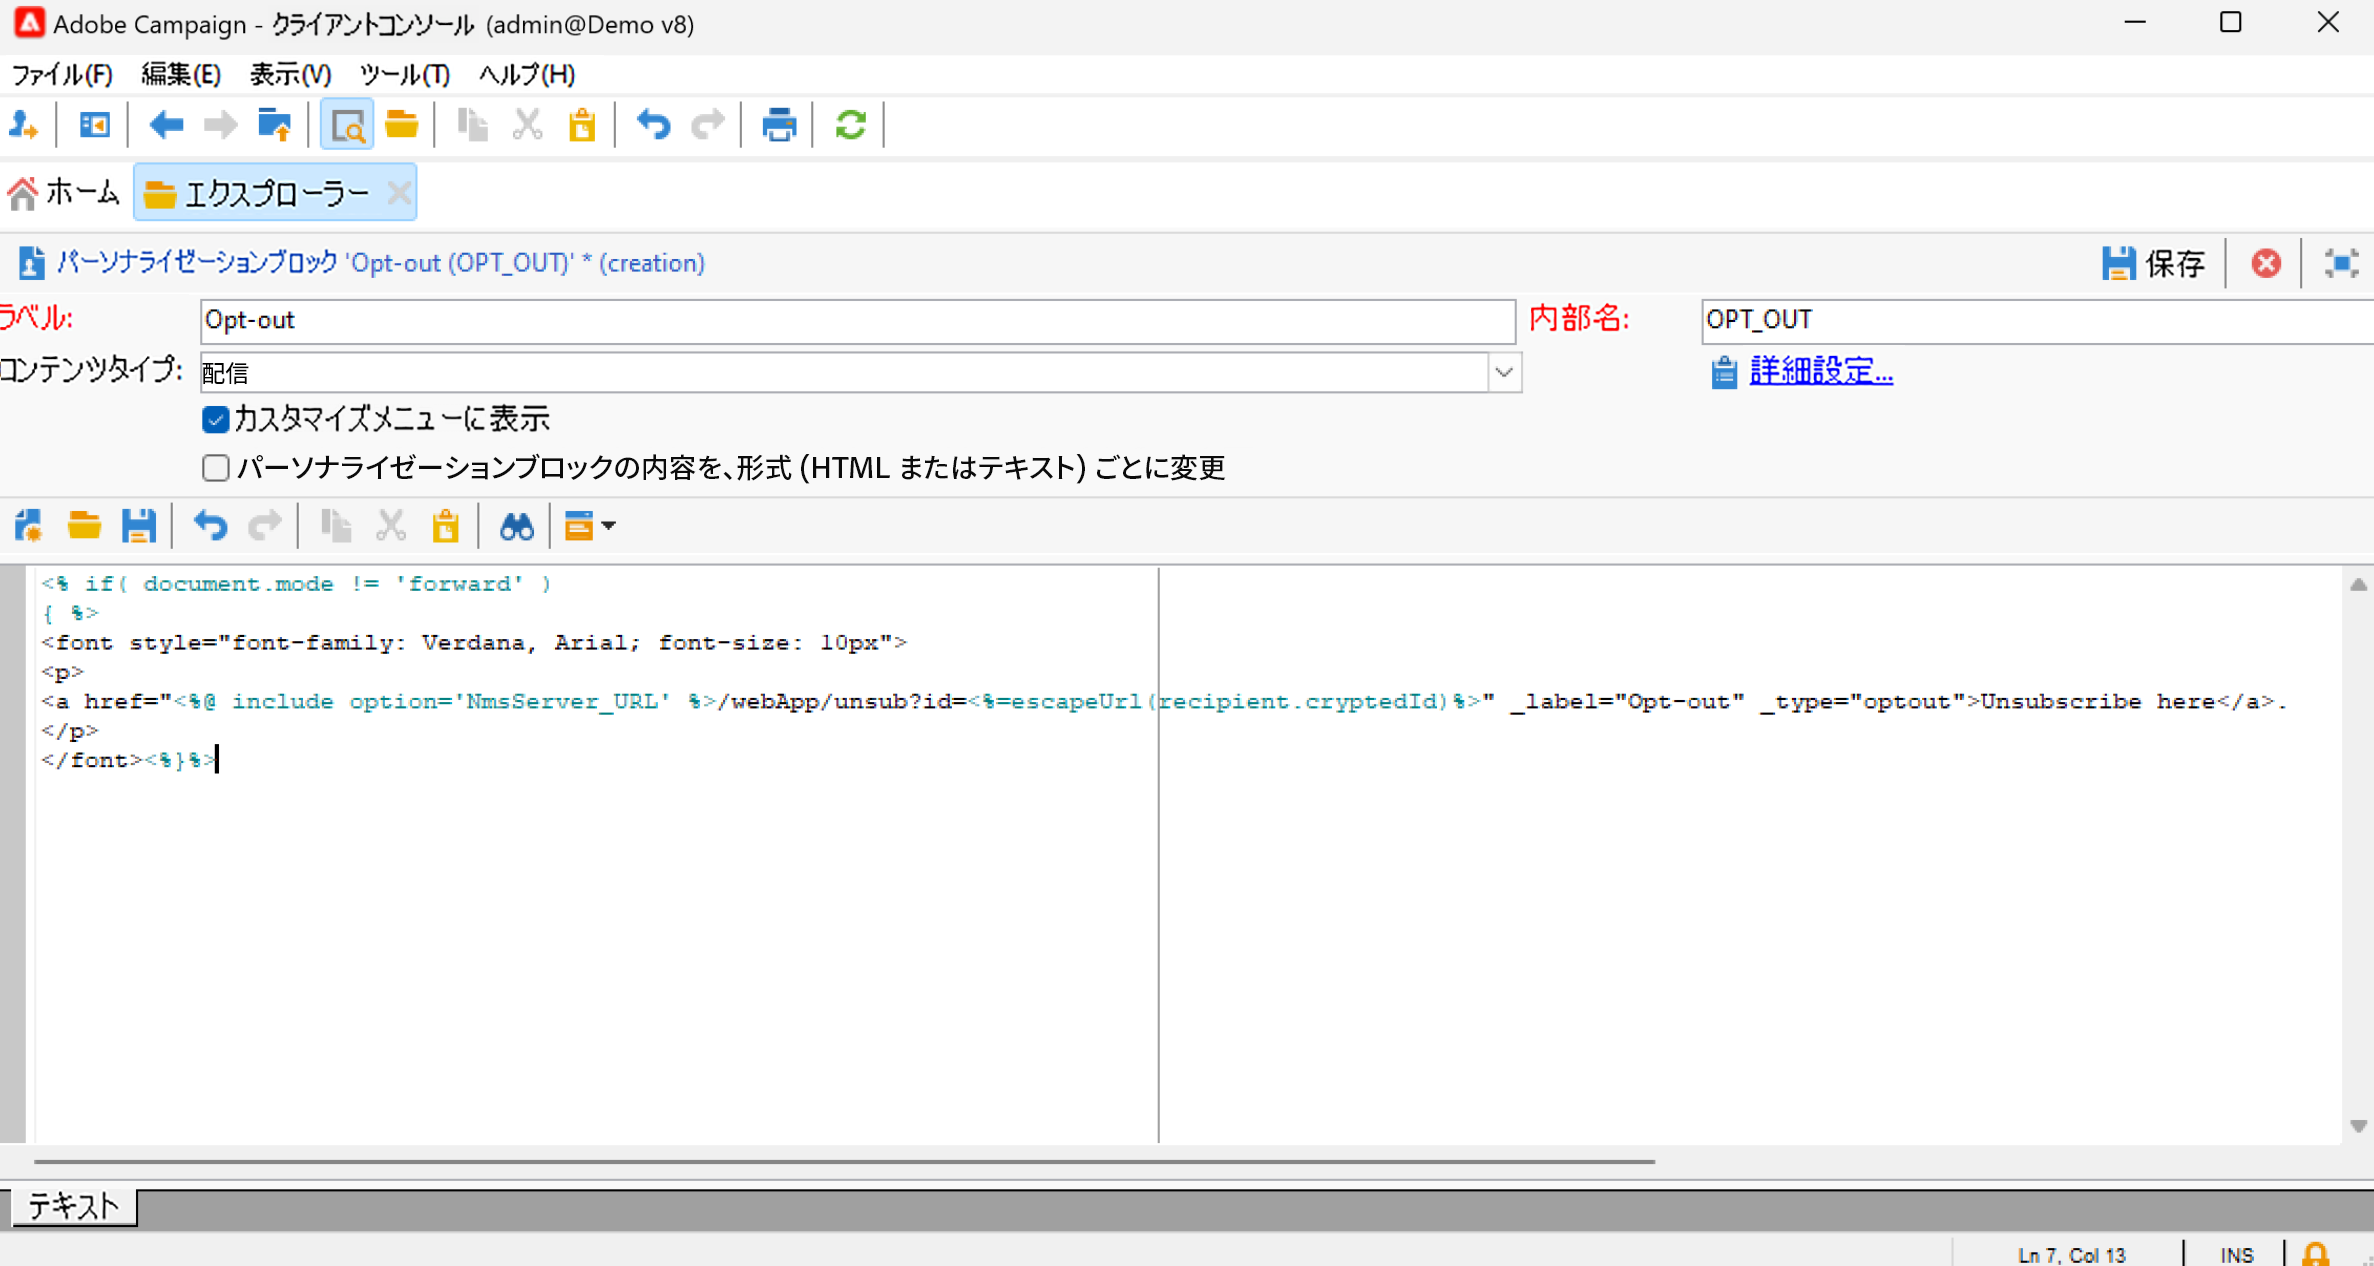 Adobe Campaign - クライアントコンソール (admin@Demo v8)
ファイル(F) 編集(E) 表示(V) ツール(T) ヘルプ(H)
ホーム エクスプローラー
パーソナライゼーションブロック 'Opt-out (OPT_OUT)' * (creation) 保存
ラベル: Opt-out 内部名: OPT_OUT
コンテンツタイプ: 配信 詳細設定...
カスタマイズメニューに表示
パーソナライゼーションブロックの内容を、形式 (HTML またはテキスト) ごとに変更
<% if( document.mode != 'forward' )
{ %>
<font style="font-family: Verdana, Arial; font-size: 10px">
<p>
<a href="<%@ include option='NmsServer_URL' %>/webApp/unsub?id=<%=escapeUrl(recipient.cryptedId)%>" _label="Opt-out" _type="optout">Unsubscribe here</a>.
</p>
</font><%}%>
テキスト
Ln 7, Col 13 INS